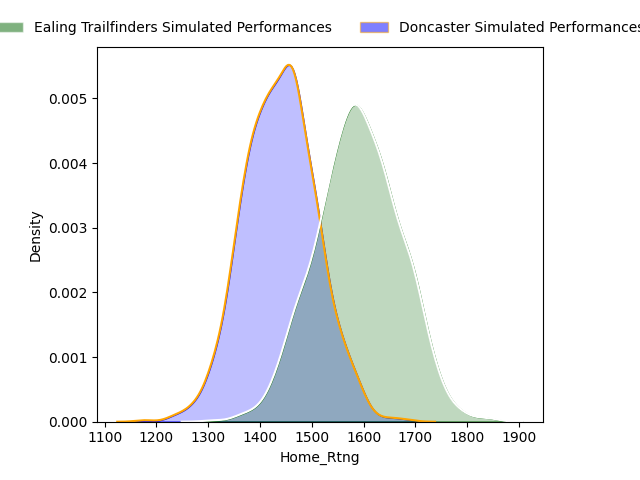 Ealing Trailfinders Simulated Performances
Doncaster Simulated Performances
0.005
0.004
0.003
0.002
0.001
0.000
Density
1100 1200 1300 1400 1500 1600 1700 1800 1900
Home_Rtng